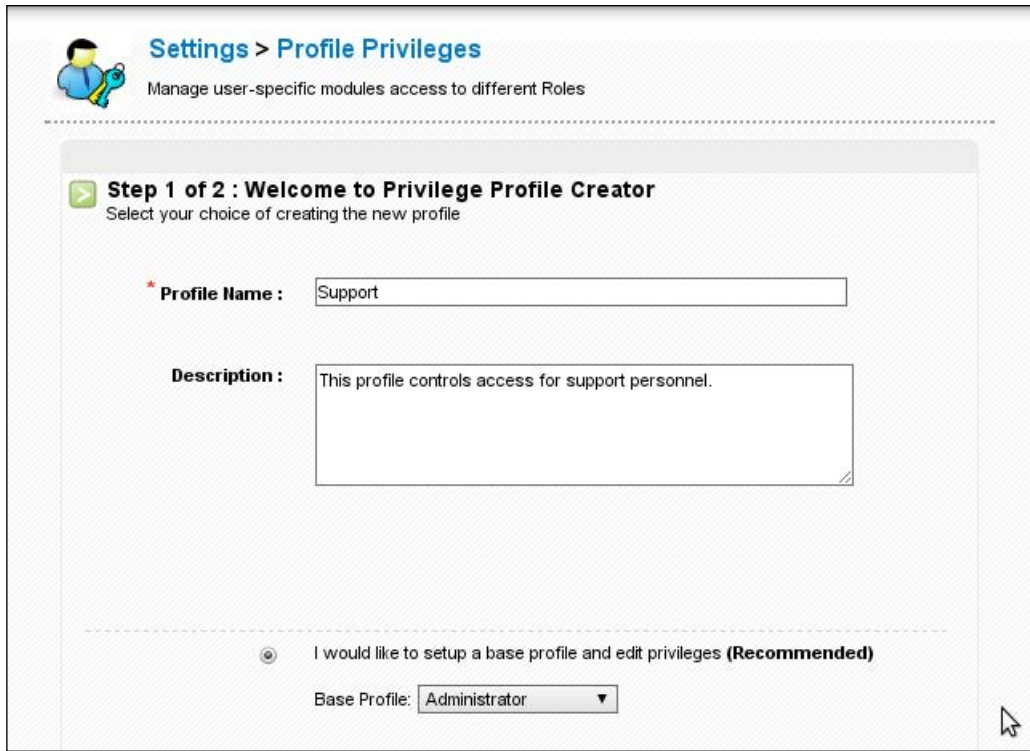 Settings > Profile Privileges
Manage user-specific modules access to different Roles
Step 1 of 2 : Welcome to Privilege Profile Creator
Select your choice of creating the new profile
* Profile Name : Support
Description : This profile controls access for support personnel.
I would like to setup a base profile and edit privileges (Recommended)
Base Profile: Administrator